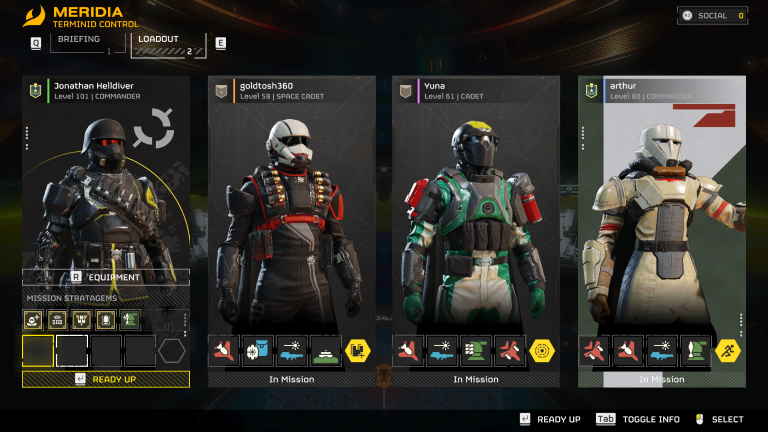 MERIDIA
TERMINID CONTROL
SOCIAL 0
Q BRIEFING 1 LOADOUT 2 E
Jonathan Helldiver
Level 101 | COMMANDER
goldtosh360
Level 58 | SPACE CADET
Yuna
Level 61 | CADET
arthur
Level 80 | COMMANDER
R /EQUIPMENT
MISSION STRATAGEMS
SOS
READY UP
In Mission
In Mission
In Mission
READY UP Tab TOGGLE INFO SELECT